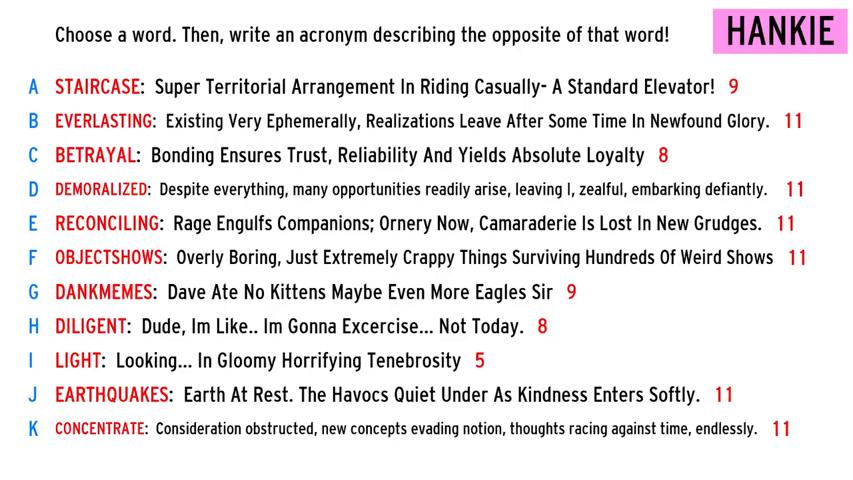 Choose a word. Then, write an acronym describing the opposite of that word!
HANKIE
A STAIRCASE: Super Territorial Arrangement In Riding Casually- A Standard Elevator! 9
B EVERLASTING: Existing Very Ephemerally, Realizations Leave After Some Time In Newfound Glory. 11
C BETRAYAL: Bonding Ensures Trust, Reliability And Yields Absolute Loyalty 8
D DEMORALIZED: Despite everything, many opportunities readily arise, leaving I, zealful, embarking defiantly. 11
E RECONCILING: Rage Engulfs Companions; Ornery Now, Camaraderie Is Lost In New Grudges. 11
F OBJECTSHOWS: Overly Boring, Just Extremely Crappy Things Surviving Hundreds Of Weird Shows 11
G DANKMEMES: Dave Ate No Kittens Maybe Even More Eagles Sir 9
H DILIGENT: Dude, Im Like.. Im Gonna Excercise... Not Today. 8
I LIGHT: Looking... In Gloomy Horrifying Tenebrosity 5
J EARTHQUAKES: Earth At Rest. The Havocs Quiet Under As Kindness Enters Softly. 11
K CONCENTRATE: Consideration obstructed, new concepts evading notion, thoughts racing against time, endlessly. 11